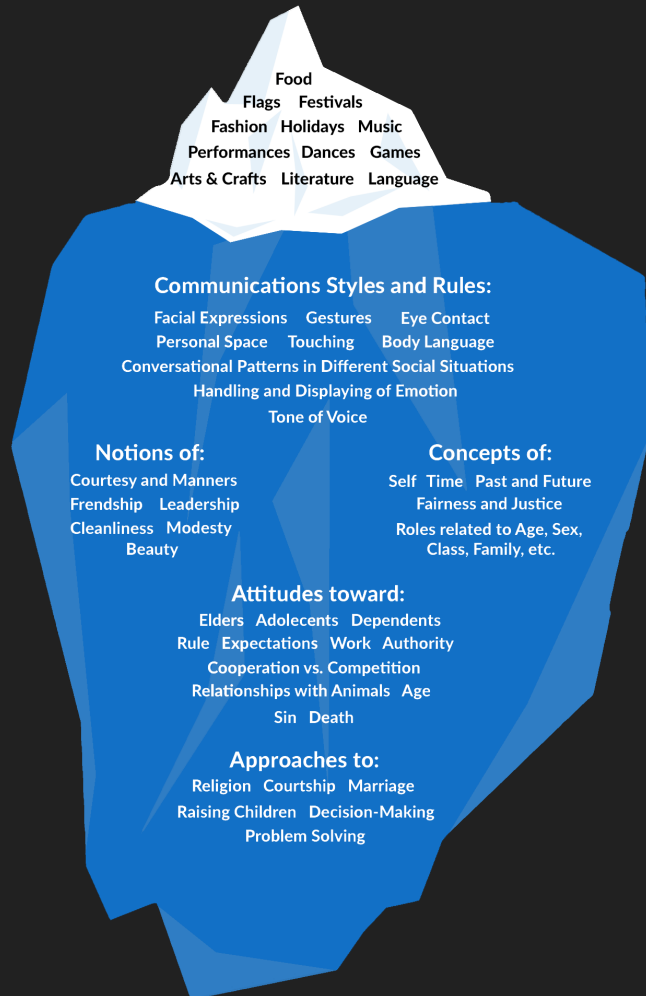 Food
Flags Festivals
Fashion Holidays Music
Performances Dances Games
Arts & Crafts Literature Language
Communications Styles and Rules:
Facial Expressions Gestures Eye Contact
Personal Space Touching Body Language
Conversational Patterns in Different Social Situations
Handling and Displaying of Emotion
Tone of Voice
Notions of:
Courtesy and Manners
Frendship Leadership
Cleanliness Modesty
Beauty
Concepts of:
Self Time Past and Future
Fairness and Justice
Roles related to Age, Sex,
Class, Family, etc.
Attitudes toward:
Elders Adolecents Dependents
Rule Expectations Work Authority
Cooperation vs. Competition
Relationships with Animals Age
Sin Death
Approaches to:
Religion Courtship Marriage
Raising Children Decision-Making
Problem Solving